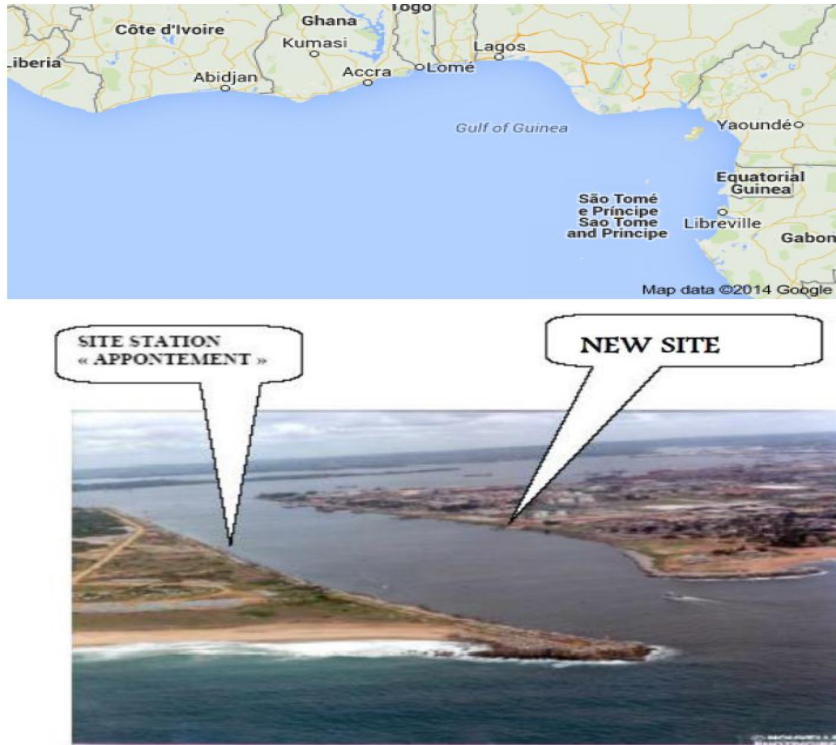 Togo
Ghana
Côte d'Ivoire
Kumasi
Lagos
Liberia
Abidjan
Accra
Lomé
Gulf of Guinea
Yaoundé
Equatorial
Guinea
São Tomé
e Príncipe
Sao Tome
and Principe
Libreville
Gabon
Map data ©2014 Google
SITE STATION
« APPONTEMENT »
NEW SITE